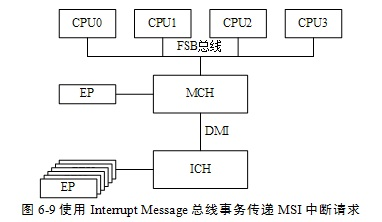 CPU0 CPU1 CPU2 CPU3
FSB总线
EP MCH
DMI
ICH
EP
图 6-9 使用 Interrupt Message 总线事务传递 MSI 中断请求